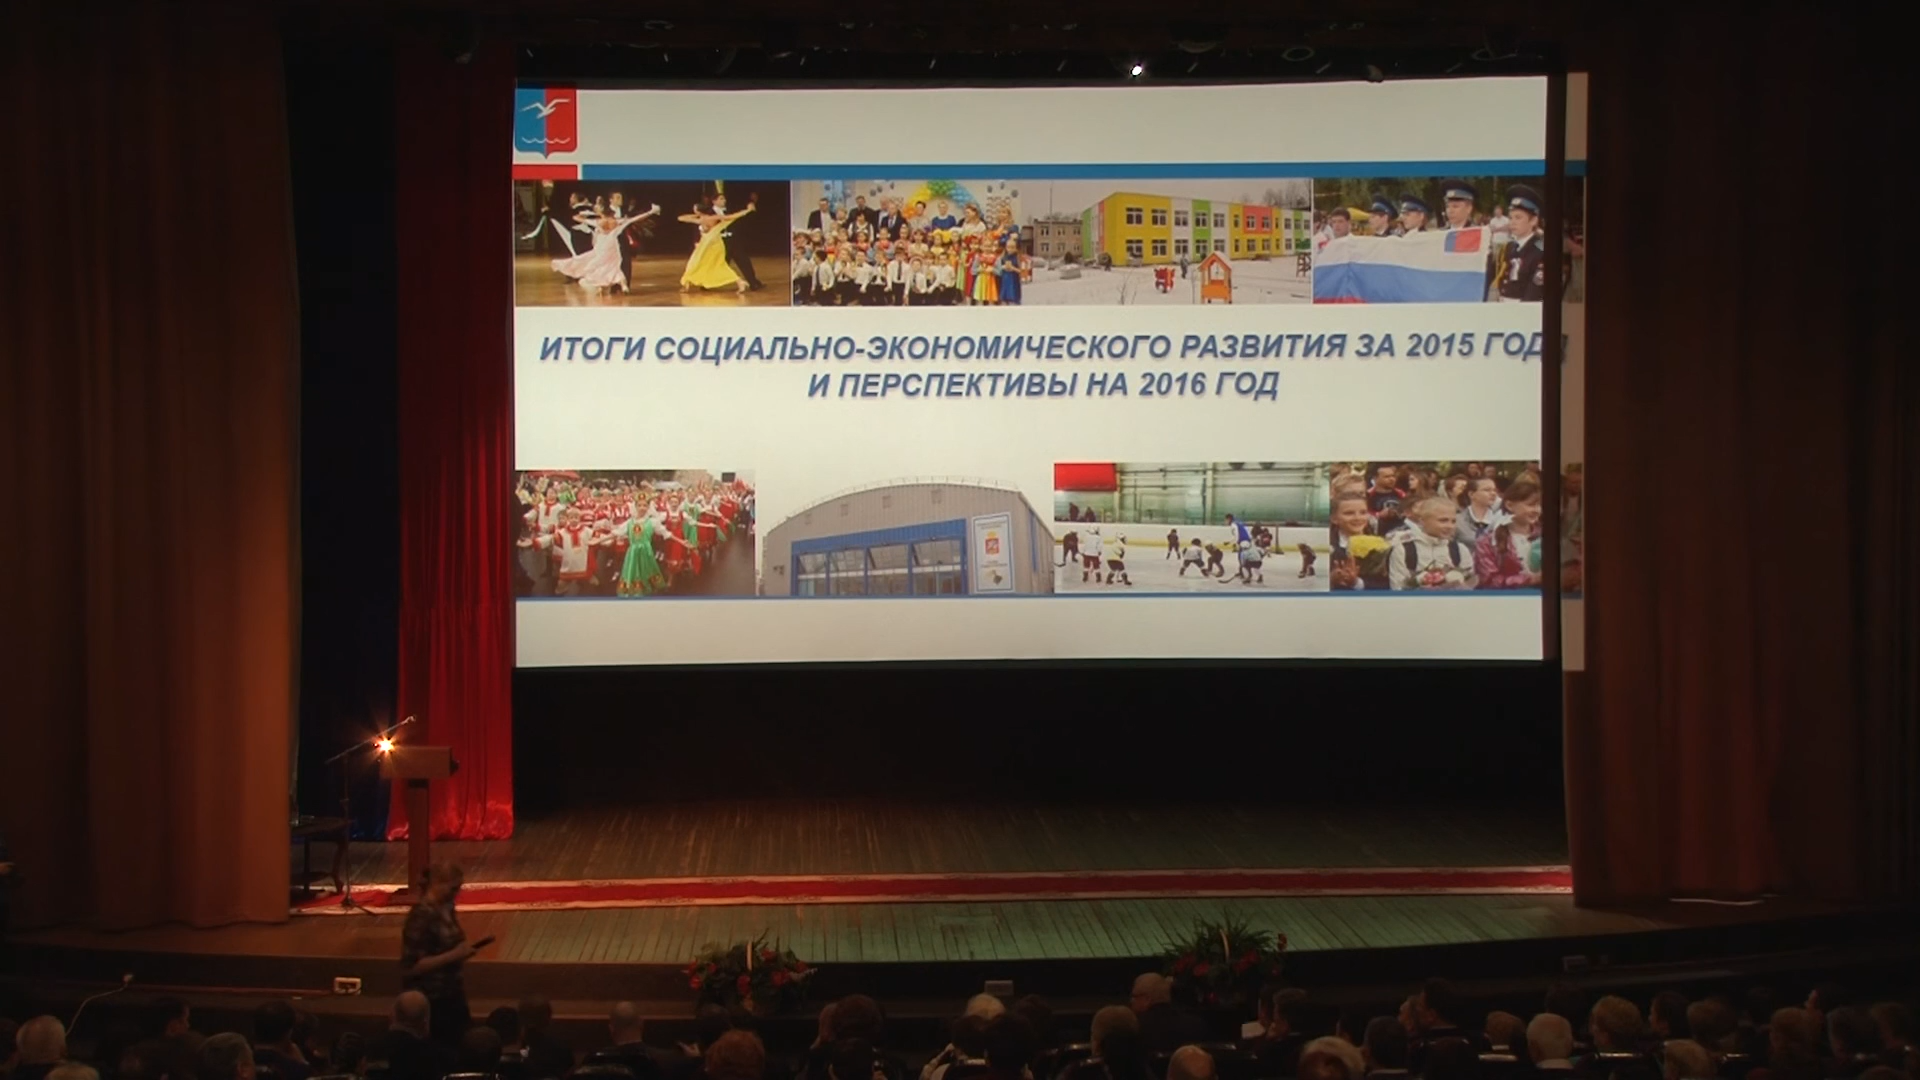 ИТОГИ СОЦИАЛЬНО-ЭКОНОМИЧЕСКОГО РАЗВИТИЯ ЗА 2015 ГОД
И ПЕРСПЕКТИВЫ НА 2016 ГОД